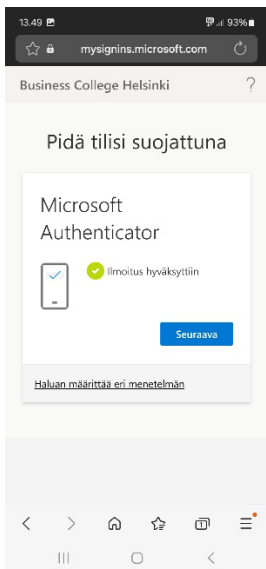 13.49 93%
mysignins.microsoft.com
Business College Helsinki ?
Pidä tilisi suojattuna
Microsoft
Authenticator
Ilmoitus hyväksyttiin
Seuraava
Haluan määrittää eri menetelmän
1